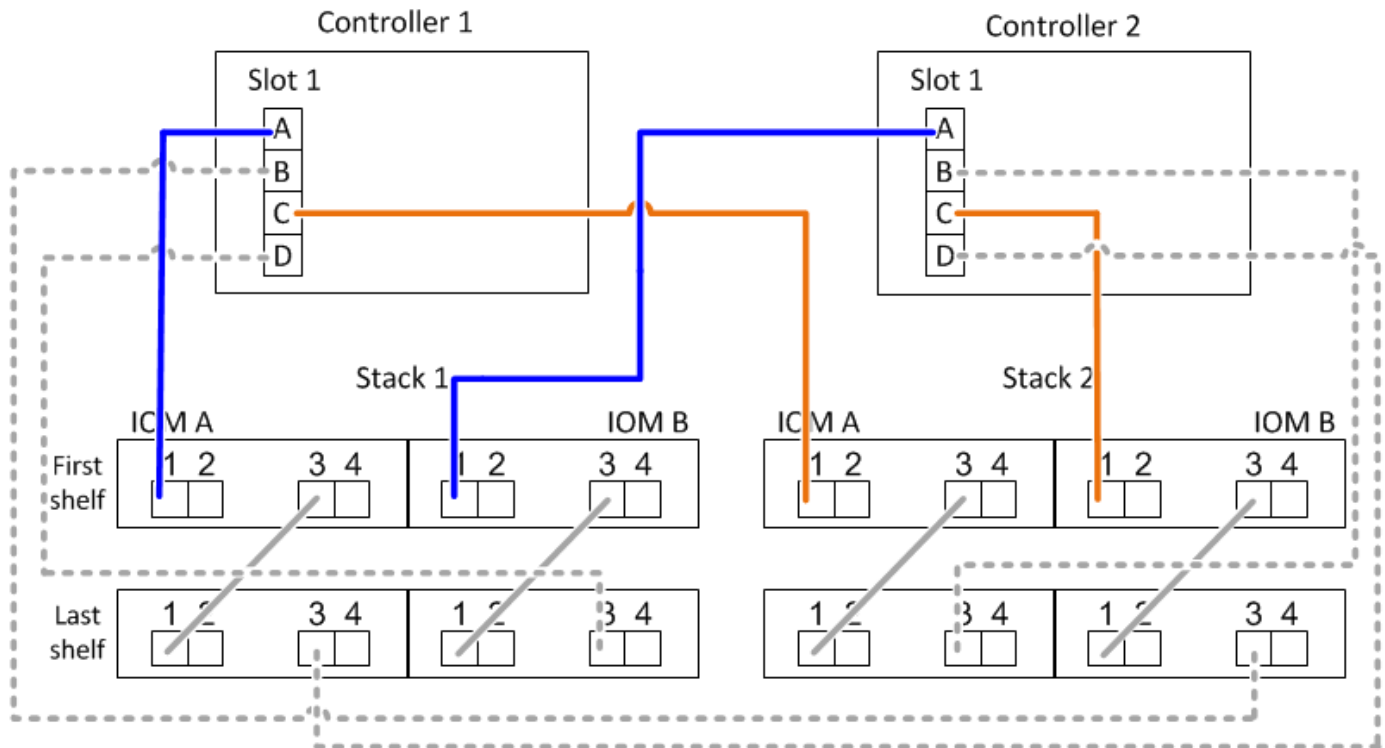 Controller 1
Controller 2
Slot 1
Slot 1
A
A
B
B
C
C
D
D
Stack 1
Stack 2
IOM A
IOM B
IOM A
IOM B
First shelf
1 2 3 4 1 2 3 4 1 2 3 4 1 2 3 4
Last shelf
1 2 3 4 1 2 3 4 1 2 3 4 1 2 3 4